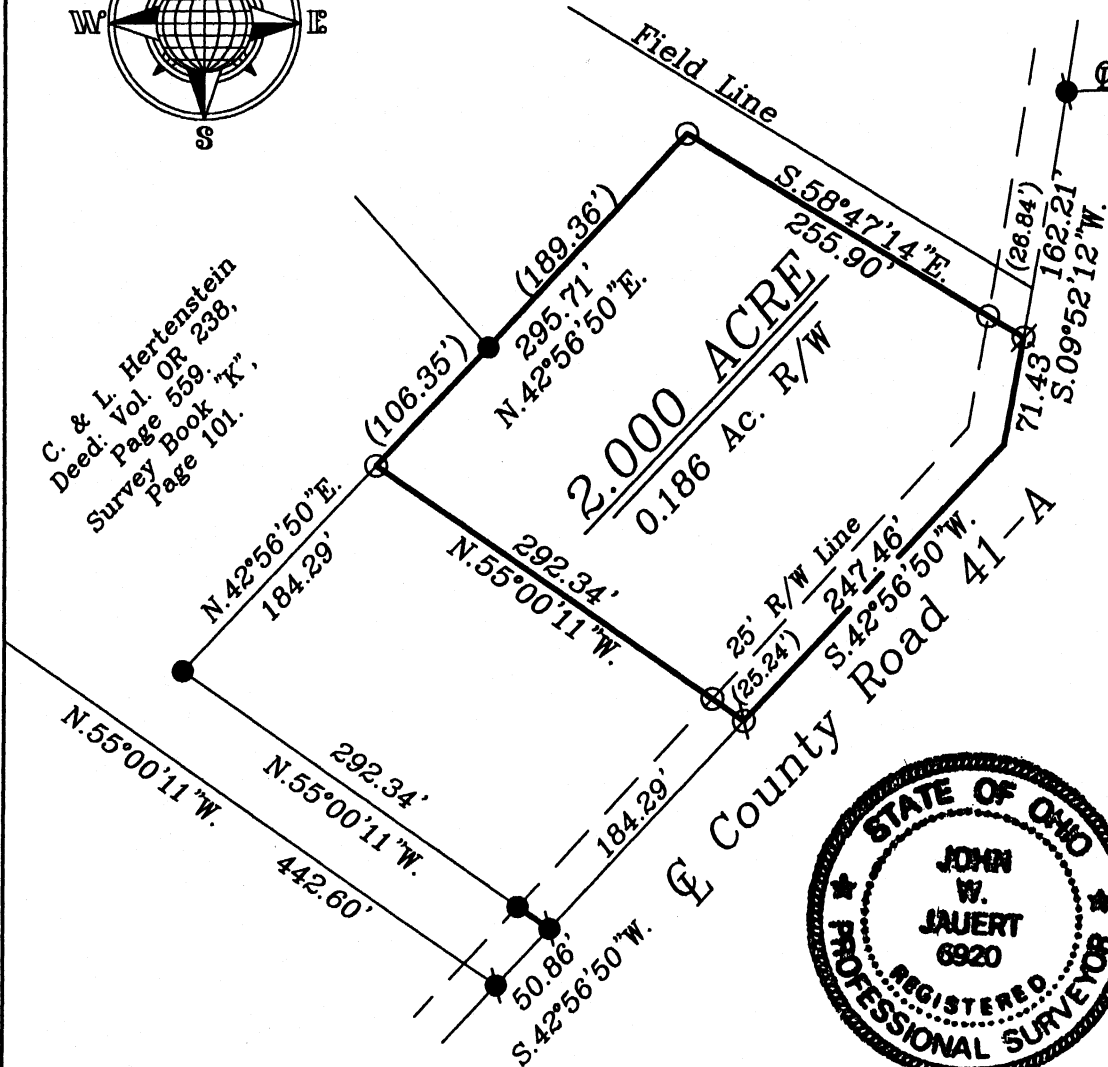 W
E
S
Field Line
℄
S.58°47'14"E.
255.90'
(26.84')
162.21'
S.09°52'12"W.
71.43
(189.36')
295.71'
N.42°56'50"E.
(106.35')
2.000 ACRE
0.186 Ac. R/W
C. & L. Hertenstein
Deed: Vol. OR 238,
Page 559.
Survey Book "K",
Page 101.
N.42°56'50"E.
184.29'
292.34'
N.55°00'11"W.
25' R/W Line
(25.24')
247.46'
S.42°56'50"W.
℄ County Road 41-A
292.34'
N.55°00'11"W.
N.55°00'11"W.
442.60'
184.29'
50.86'
S.42°56'50"W.
STATE OF OHIO
JOHN
W.
JAUERT
6920
REGISTERED
PROFESSIONAL SURVEYOR